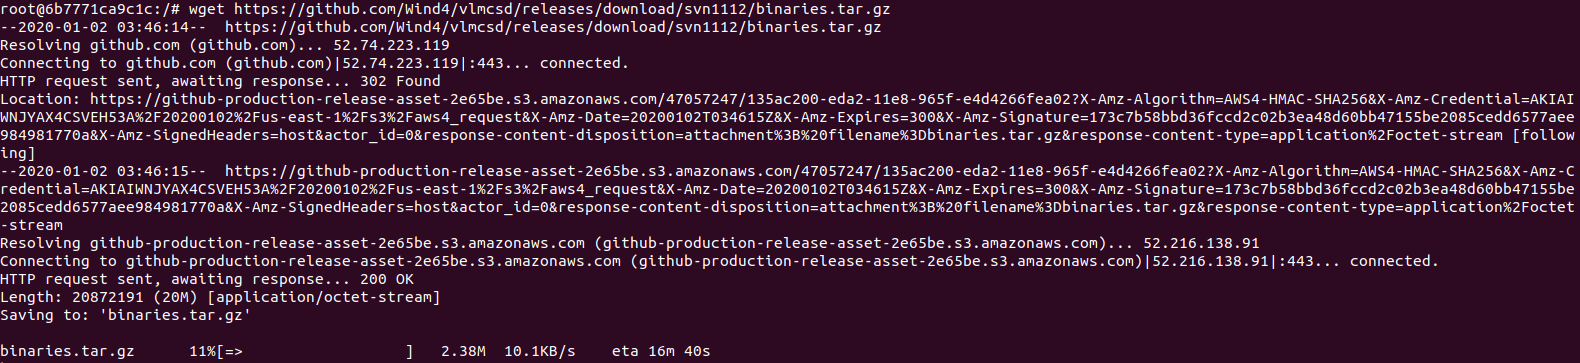 root@6b7771ca9c1c:/# wget https://github.com/Wind4/vlmcsd/releases/download/svn1112/binaries.tar.gz
--2020-01-02 03:46:14--  https://github.com/Wind4/vlmcsd/releases/download/svn1112/binaries.tar.gz
Resolving github.com (github.com)... 52.74.223.119
Connecting to github.com (github.com)|52.74.223.119|:443... connected.
HTTP request sent, awaiting response... 302 Found
Location: https://github-production-release-asset-2e65be.s3.amazonaws.com/47057247/135ac200-eda2-11e8-965f-e4d4266fea02?X-Amz-Algorithm=AWS4-HMAC-SHA256&X-Amz-Credential=AKIAI
WNJYAX4CSVEH53A%2F20200102%2Fus-east-1%2Fs3%2Faws4_request&X-Amz-Date=20200102T034615Z&X-Amz-Expires=300&X-Amz-Signature=173c7b58bbd36fccd2c02b3ea48d60bb47155be2085cedd6577aee
984981770a&X-Amz-SignedHeaders=host&actor_id=0&response-content-disposition=attachment%3B%20filename%3Dbinaries.tar.gz&response-content-type=application%2Foctet-stream [follow
ing]
--2020-01-02 03:46:15--  https://github-production-release-asset-2e65be.s3.amazonaws.com/47057247/135ac200-eda2-11e8-965f-e4d4266fea02?X-Amz-Algorithm=AWS4-HMAC-SHA256&X-Amz-C
redential=AKIAIWNJYAX4CSVEH53A%2F20200102%2Fus-east-1%2Fs3%2Faws4_request&X-Amz-Date=20200102T034615Z&X-Amz-Expires=300&X-Amz-Signature=173c7b58bbd36fccd2c02b3ea48d60bb47155be
2085cedd6577aee984981770a&X-Amz-SignedHeaders=host&actor_id=0&response-content-disposition=attachment%3B%20filename%3Dbinaries.tar.gz&response-content-type=application%2Foctet
-stream
Resolving github-production-release-asset-2e65be.s3.amazonaws.com (github-production-release-asset-2e65be.s3.amazonaws.com)... 52.216.138.91
Connecting to github-production-release-asset-2e65be.s3.amazonaws.com (github-production-release-asset-2e65be.s3.amazonaws.com)|52.216.138.91|:443... connected.
HTTP request sent, awaiting response... 200 OK
Length: 20872191 (20M) [application/octet-stream]
Saving to: 'binaries.tar.gz'
binaries.tar.gz      11%[=>                  ]   2.38M  10.1KB/s    eta 16m 40s